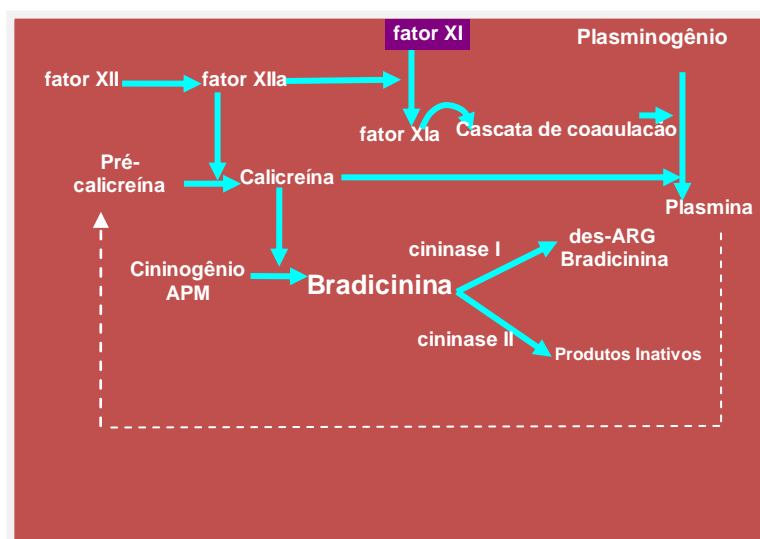 fator XI
Plasminogênio
fator XII
fator XIIa
fator XIa
Cascata de coagulação
Pré-
calicreína
Calicreína
Plasmina
Cininogênio
APM
Bradicinina
cininase I
des-ARG
Bradicinina
cininase II
Produtos Inativos